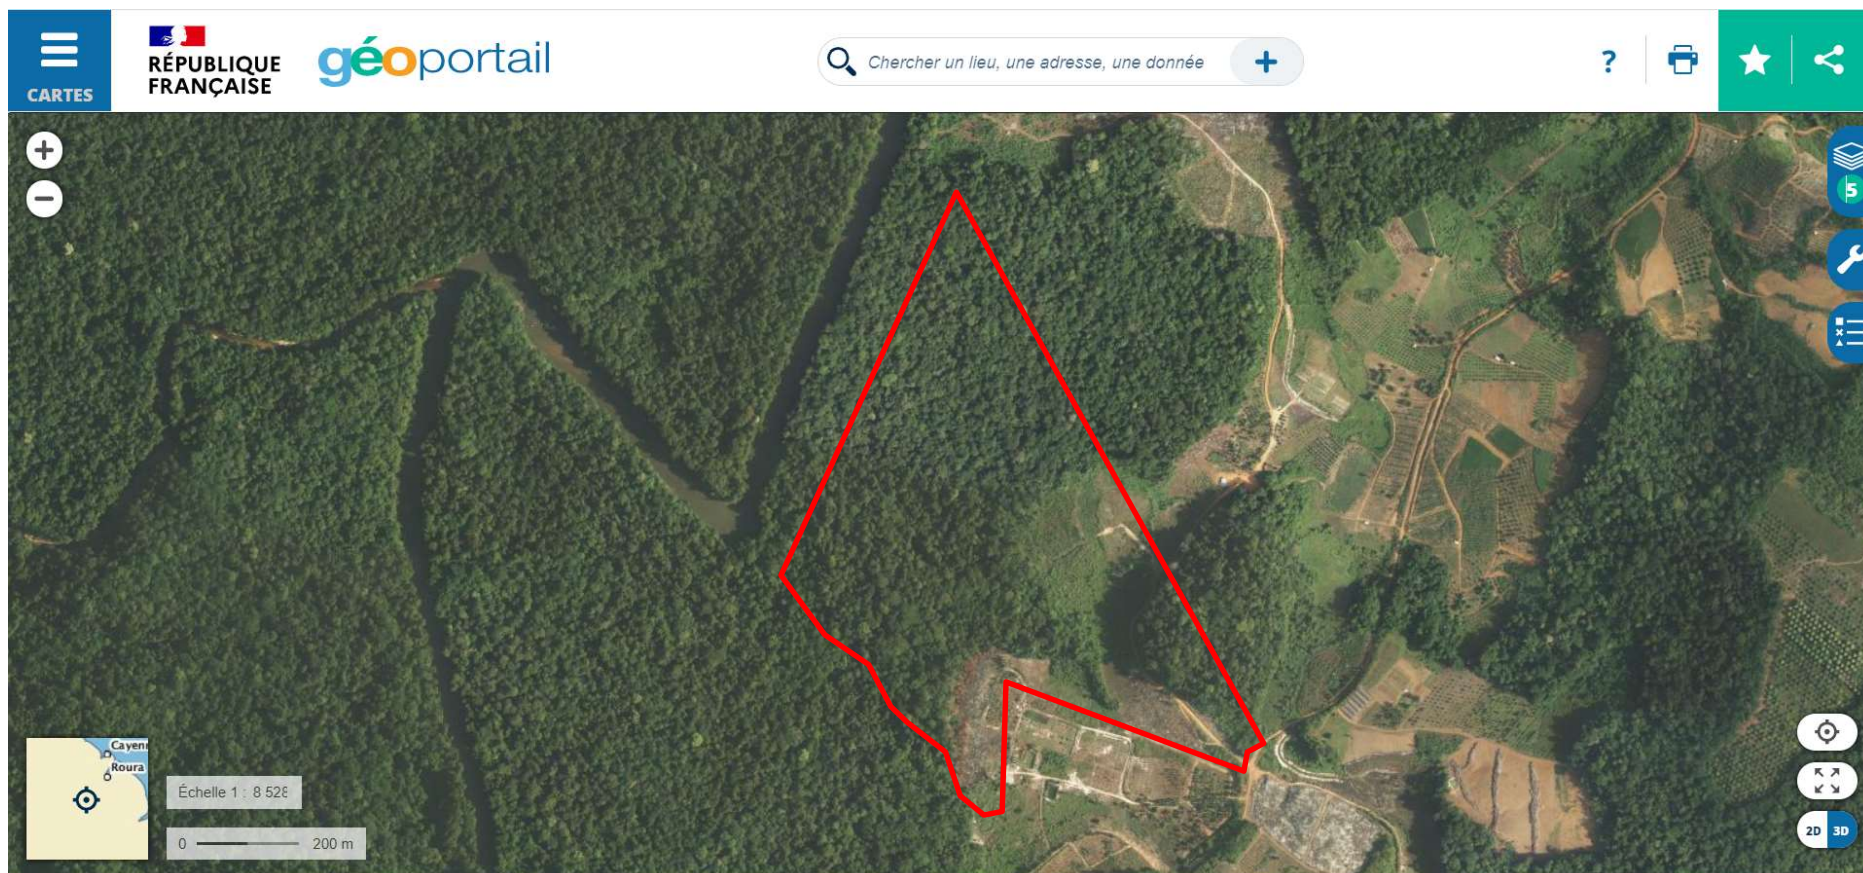 CARTES
RÉPUBLIQUE
FRANÇAISE
géoportail
Chercher un lieu, une adresse, une donnée
+
?
+
−
5
Roura
Échelle 1 : 8 528
0 200 m
2D 3D